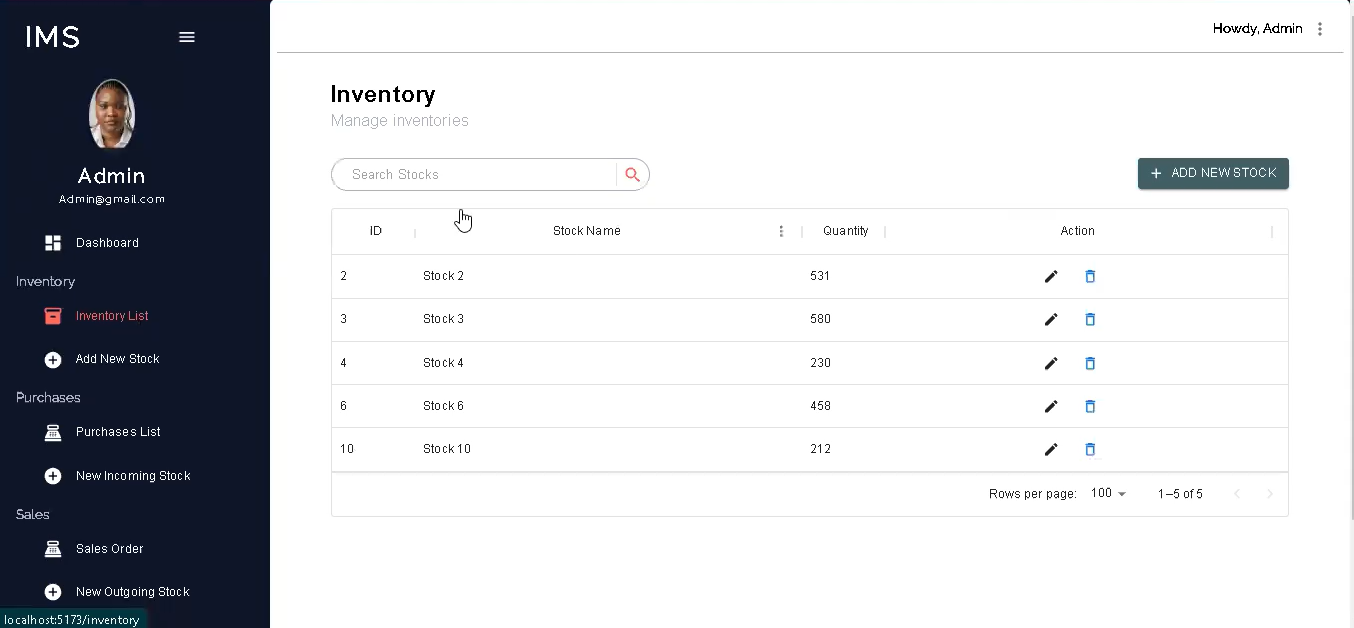 IMS
Howdy, Admin
Admin
Admin@gmail.com
Dashboard
Inventory
Inventory List
Add New Stock
Purchases
Purchases List
New Incoming Stock
Sales
Sales Order
New Outgoing Stock
localhost:5173/inventory
Inventory
Manage inventories
Search Stocks
+ ADD NEW STOCK
ID Stock Name Quantity Action
2 Stock 2 531
3 Stock 3 580
4 Stock 4 230
6 Stock 6 458
10 Stock 10 212
Rows per page: 100 1–5 of 5